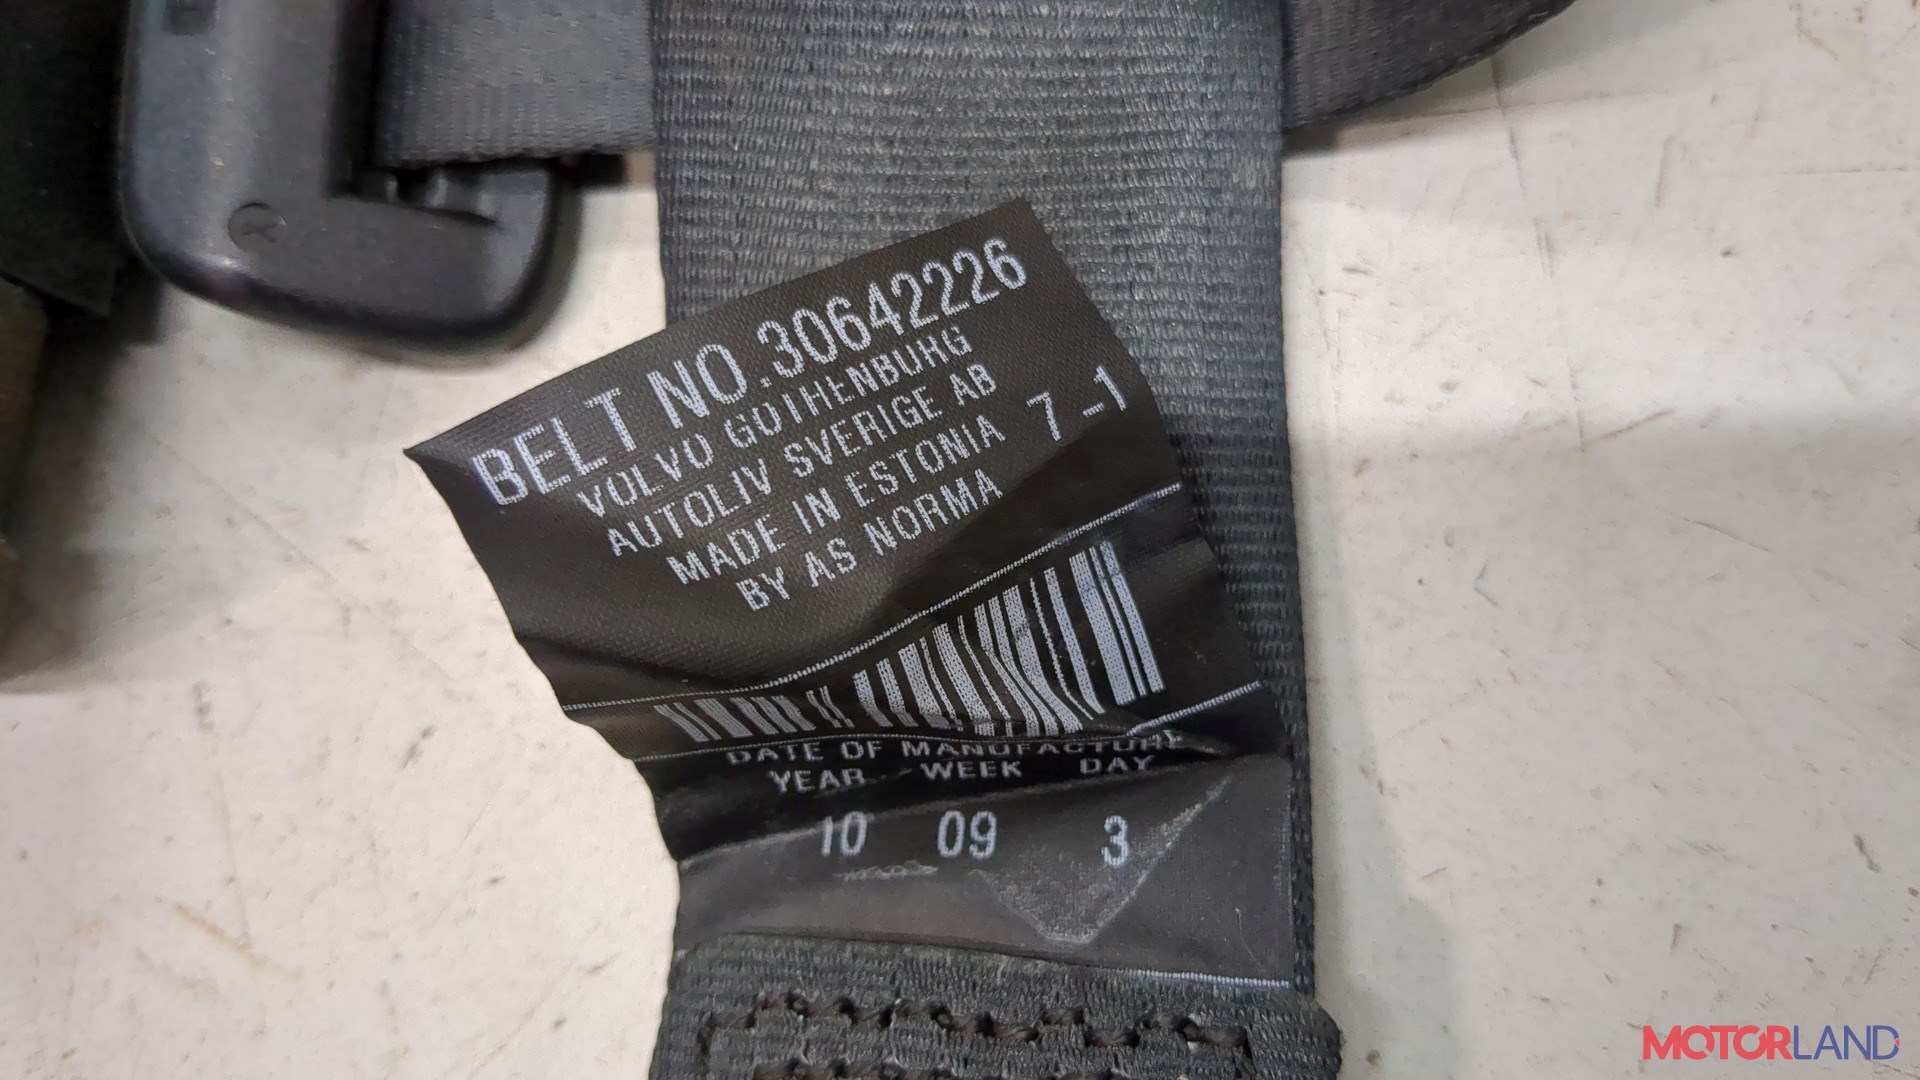 BELT NO.30642226
VOLVO GOTHENBURG
AUTOLIV SVERIGE AB
MADE IN ESTONIA 7-1
BY AS NORMA
DATE OF MANUFACTURE
YEAR WEEK DAY
10 09 3
MOTORLAND